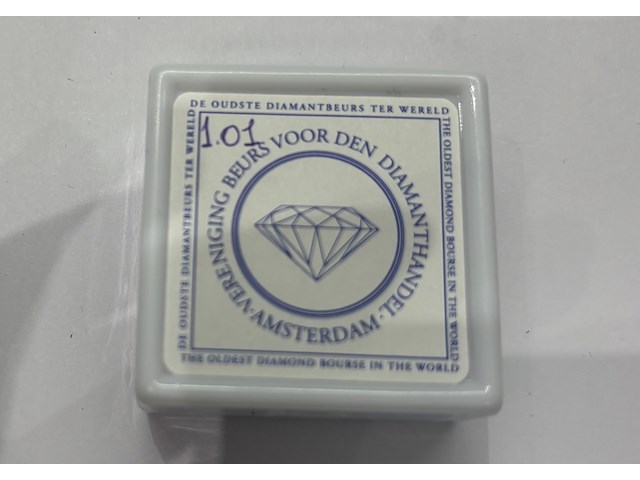 DE OUDSTE DIAMANTBEURS TER WERELD
THE OLDEST DIAMOND BOURSE IN THE WORLD
DE OUDSTE DIAMANTBEURS TER WERELD
THE OLDEST DIAMOND BOURSE IN THE WORLD
1.01
VERENIGING BEURS VOOR DEN DIAMANTHANDEL
· AMSTERDAM ·